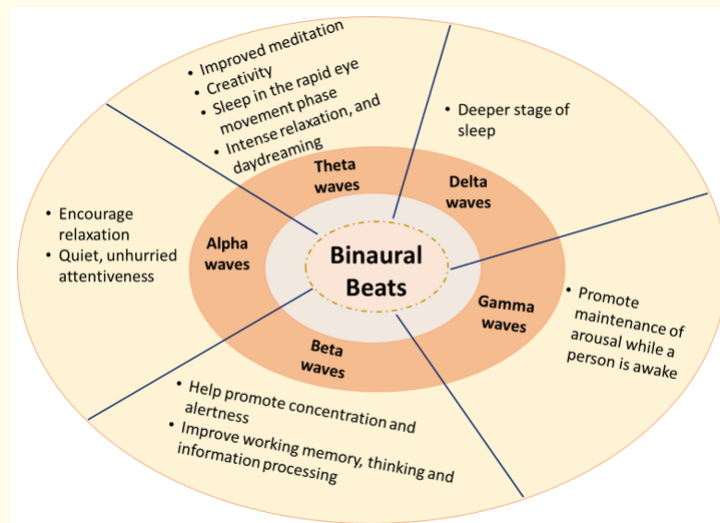 • Improved meditation
• Creativity
• Sleep in the rapid eye
movement phase
• Intense relaxation, and
daydreaming
• Deeper stage of
sleep
Theta
waves
Delta
waves
• Encourage
relaxation
• Quiet, unhurried
attentiveness
Alpha
waves
Binaural
Beats
Gamma
waves
• Promote
maintenance of
arousal while a
person is awake
Beta
waves
• Help promote concentration and
alertness
• Improve working memory, thinking and
information processing